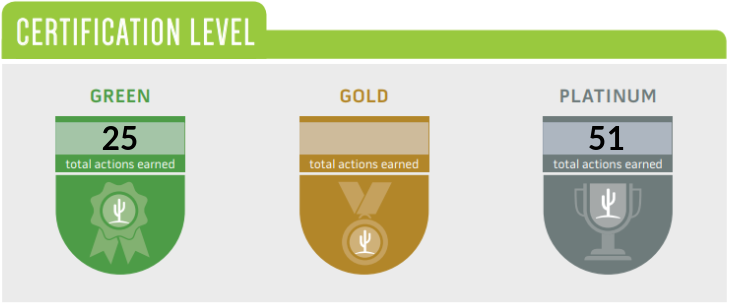 CERTIFICATION LEVEL
GREEN
25
total actions earned
GOLD
total actions earned
PLATINUM
51
total actions earned